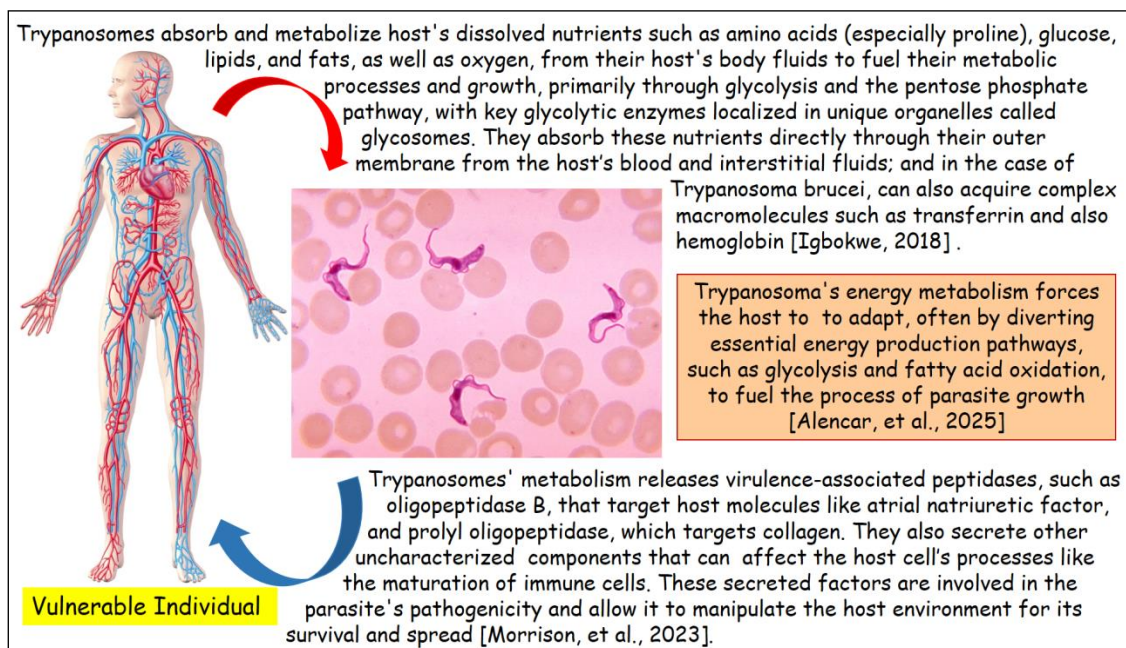 Trypanosomes absorb and metabolize host's dissolved nutrients such as amino acids (especially proline), glucose,
lipids, and fats, as well as oxygen, from their host's body fluids to fuel their metabolic
processes and growth, primarily through glycolysis and the pentose phosphate
pathway, with key glycolytic enzymes localized in unique organelles called
glycosomes. They absorb these nutrients directly through their outer
membrane from the host's blood and interstitial fluids; and in the case of
Trypanosoma brucei, can also acquire complex
macromolecules such as transferrin and also
hemoglobin [Igbokwe, 2018] .
Trypanosoma's energy metabolism forces
the host to to adapt, often by diverting
essential energy production pathways,
such as glycolysis and fatty acid oxidation,
to fuel the process of parasite growth
[Alencar, et al., 2025]
Trypanosomes' metabolism releases virulence-associated peptidases, such as
oligopeptidase B, that target host molecules like atrial natriuretic factor,
and prolyl oligopeptidase, which targets collagen. They also secrete other
uncharacterized components that can affect the host cell's processes like
the maturation of immune cells. These secreted factors are involved in the
parasite's pathogenicity and allow it to manipulate the host environment for its
survival and spread [Morrison, et al., 2023].
Vulnerable Individual